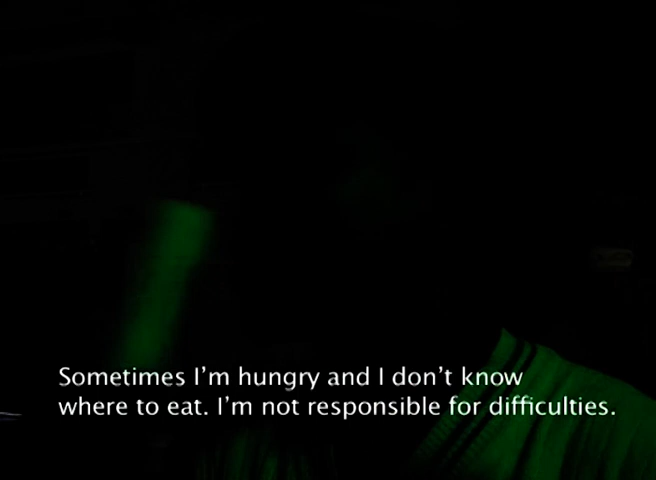 Sometimes I'm hungry and I don't know
where to eat. I'm not responsible for difficulties.